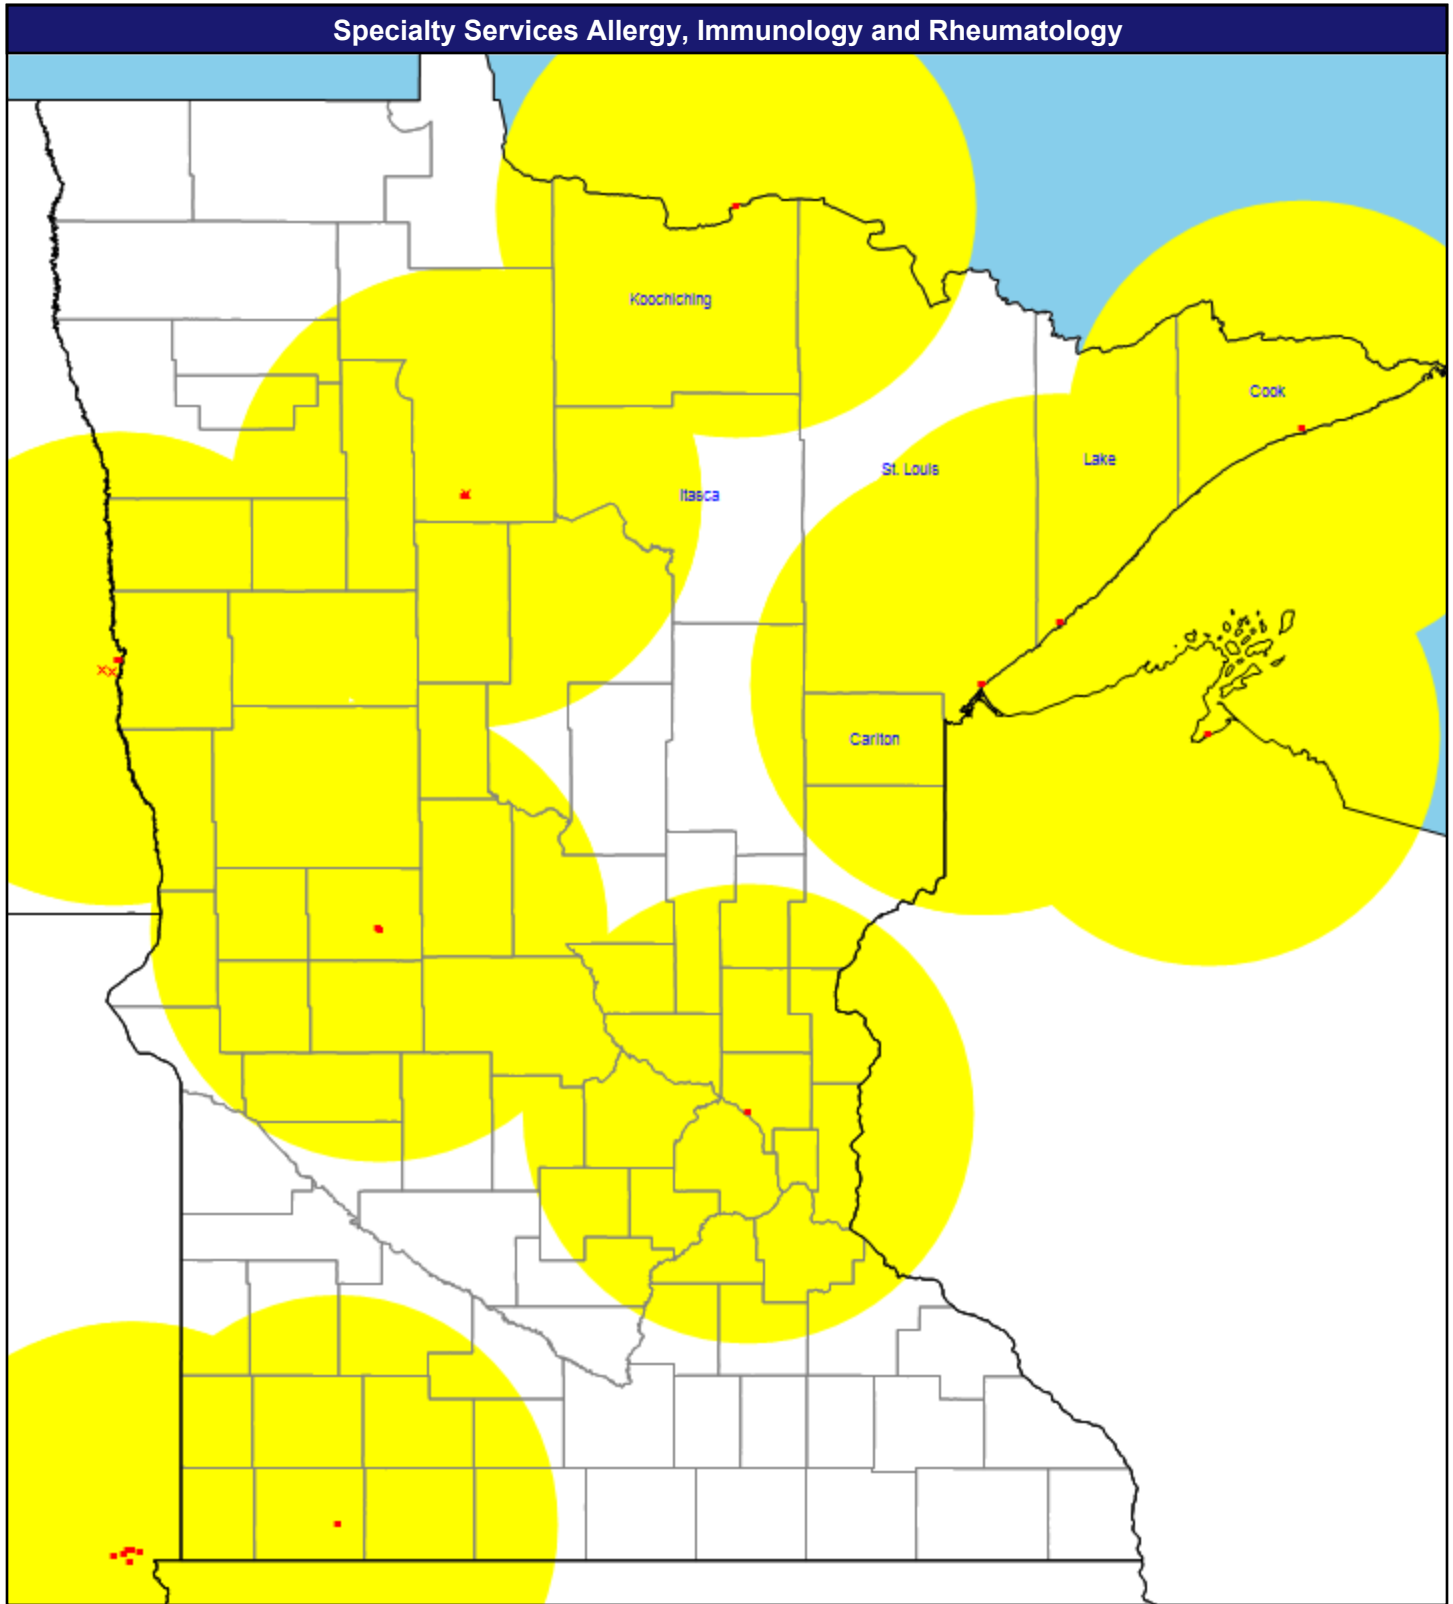 Specialty Services Allergy, Immunology and Rheumatology
Koochiching
Cook
Lake
St. Louis
Itasca
Carlton